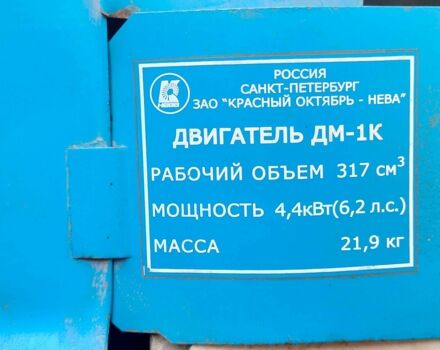 РОССИЯ
САНКТ-ПЕТЕРБУРГ
ЗАО "КРАСНЫЙ ОКТЯБРЬ - НЕВА"
НЕВА
ДВИГАТЕЛЬ ДМ-1К
РАБОЧИЙ ОБЪЕМ 317 см³
МОЩНОСТЬ 4,4кВт(6,2 л.с.)
МАССА 21,9 кг